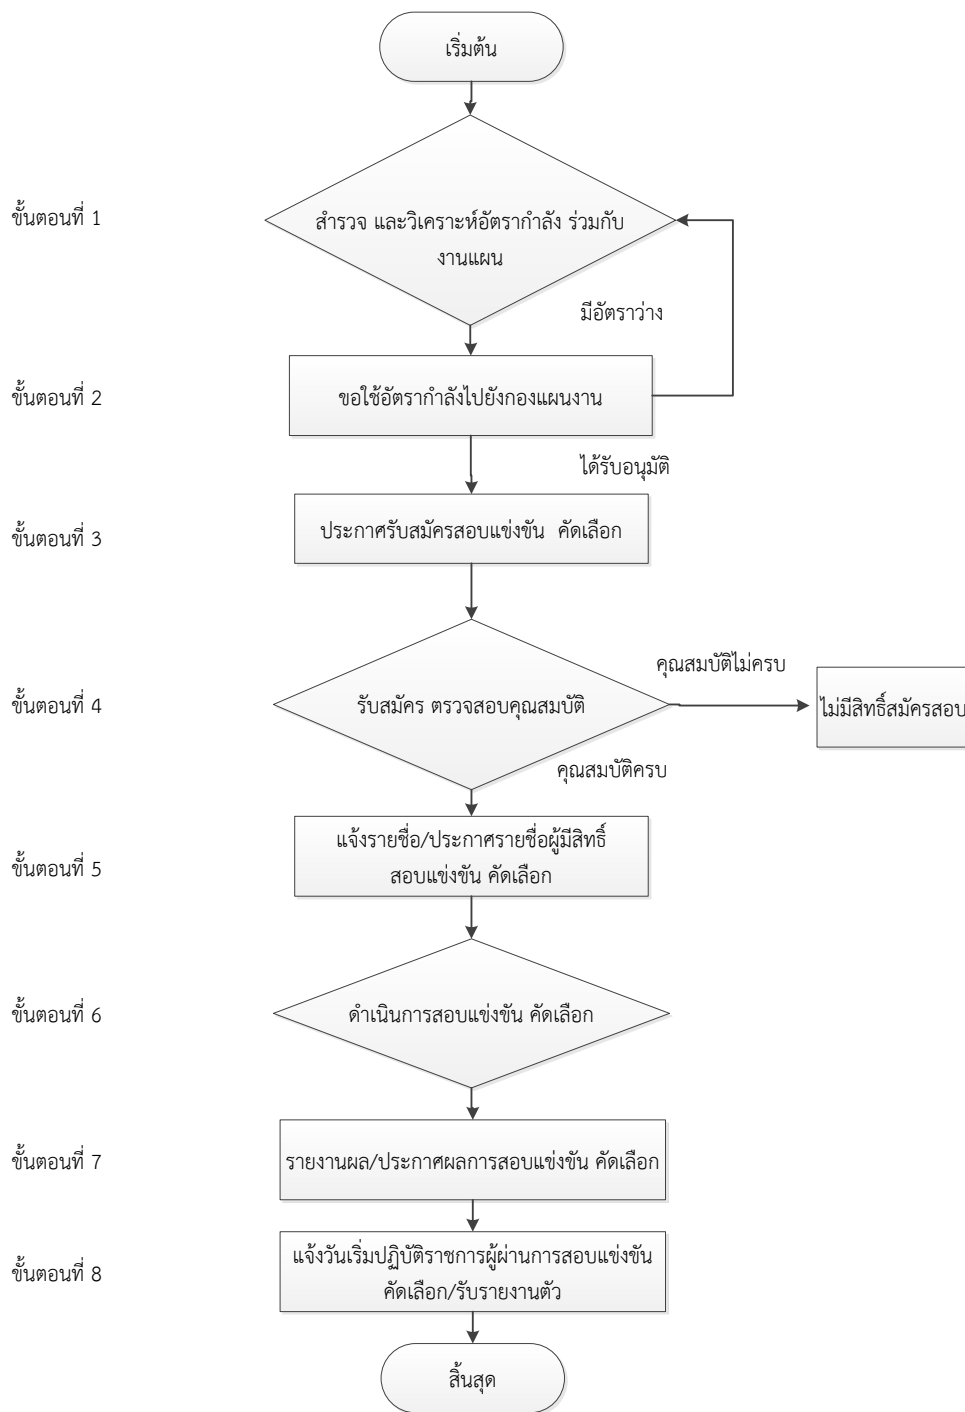 เริ่มต้น
ขั้นตอนที่ 1
สำรวจ และวิเคราะห์อัตรากำลัง ร่วมกับ
งานแผน
มีอัตราว่าง
ขั้นตอนที่ 2
ขอใช้อัตรากำลังไปยังกองแผนงาน
ได้รับอนุมัติ
ขั้นตอนที่ 3
ประกาศรับสมัครสอบแข่งขัน คัดเลือก
คุณสมบัติไม่ครบ
ขั้นตอนที่ 4
รับสมัคร ตรวจสอบคุณสมบัติ
ไม่มีสิทธิ์สมัครสอบ
คุณสมบัติครบ
ขั้นตอนที่ 5
แจ้งรายชื่อ/ประกาศรายชื่อผู้มีสิทธิ์
สอบแข่งขัน คัดเลือก
ขั้นตอนที่ 6
ดำเนินการสอบแข่งขัน คัดเลือก
ขั้นตอนที่ 7
รายงานผล/ประกาศผลการสอบแข่งขัน คัดเลือก
ขั้นตอนที่ 8
แจ้งวันเริ่มปฏิบัติราชการผู้ผ่านการสอบแข่งขัน
คัดเลือก/รับรายงานตัว
สิ้นสุด